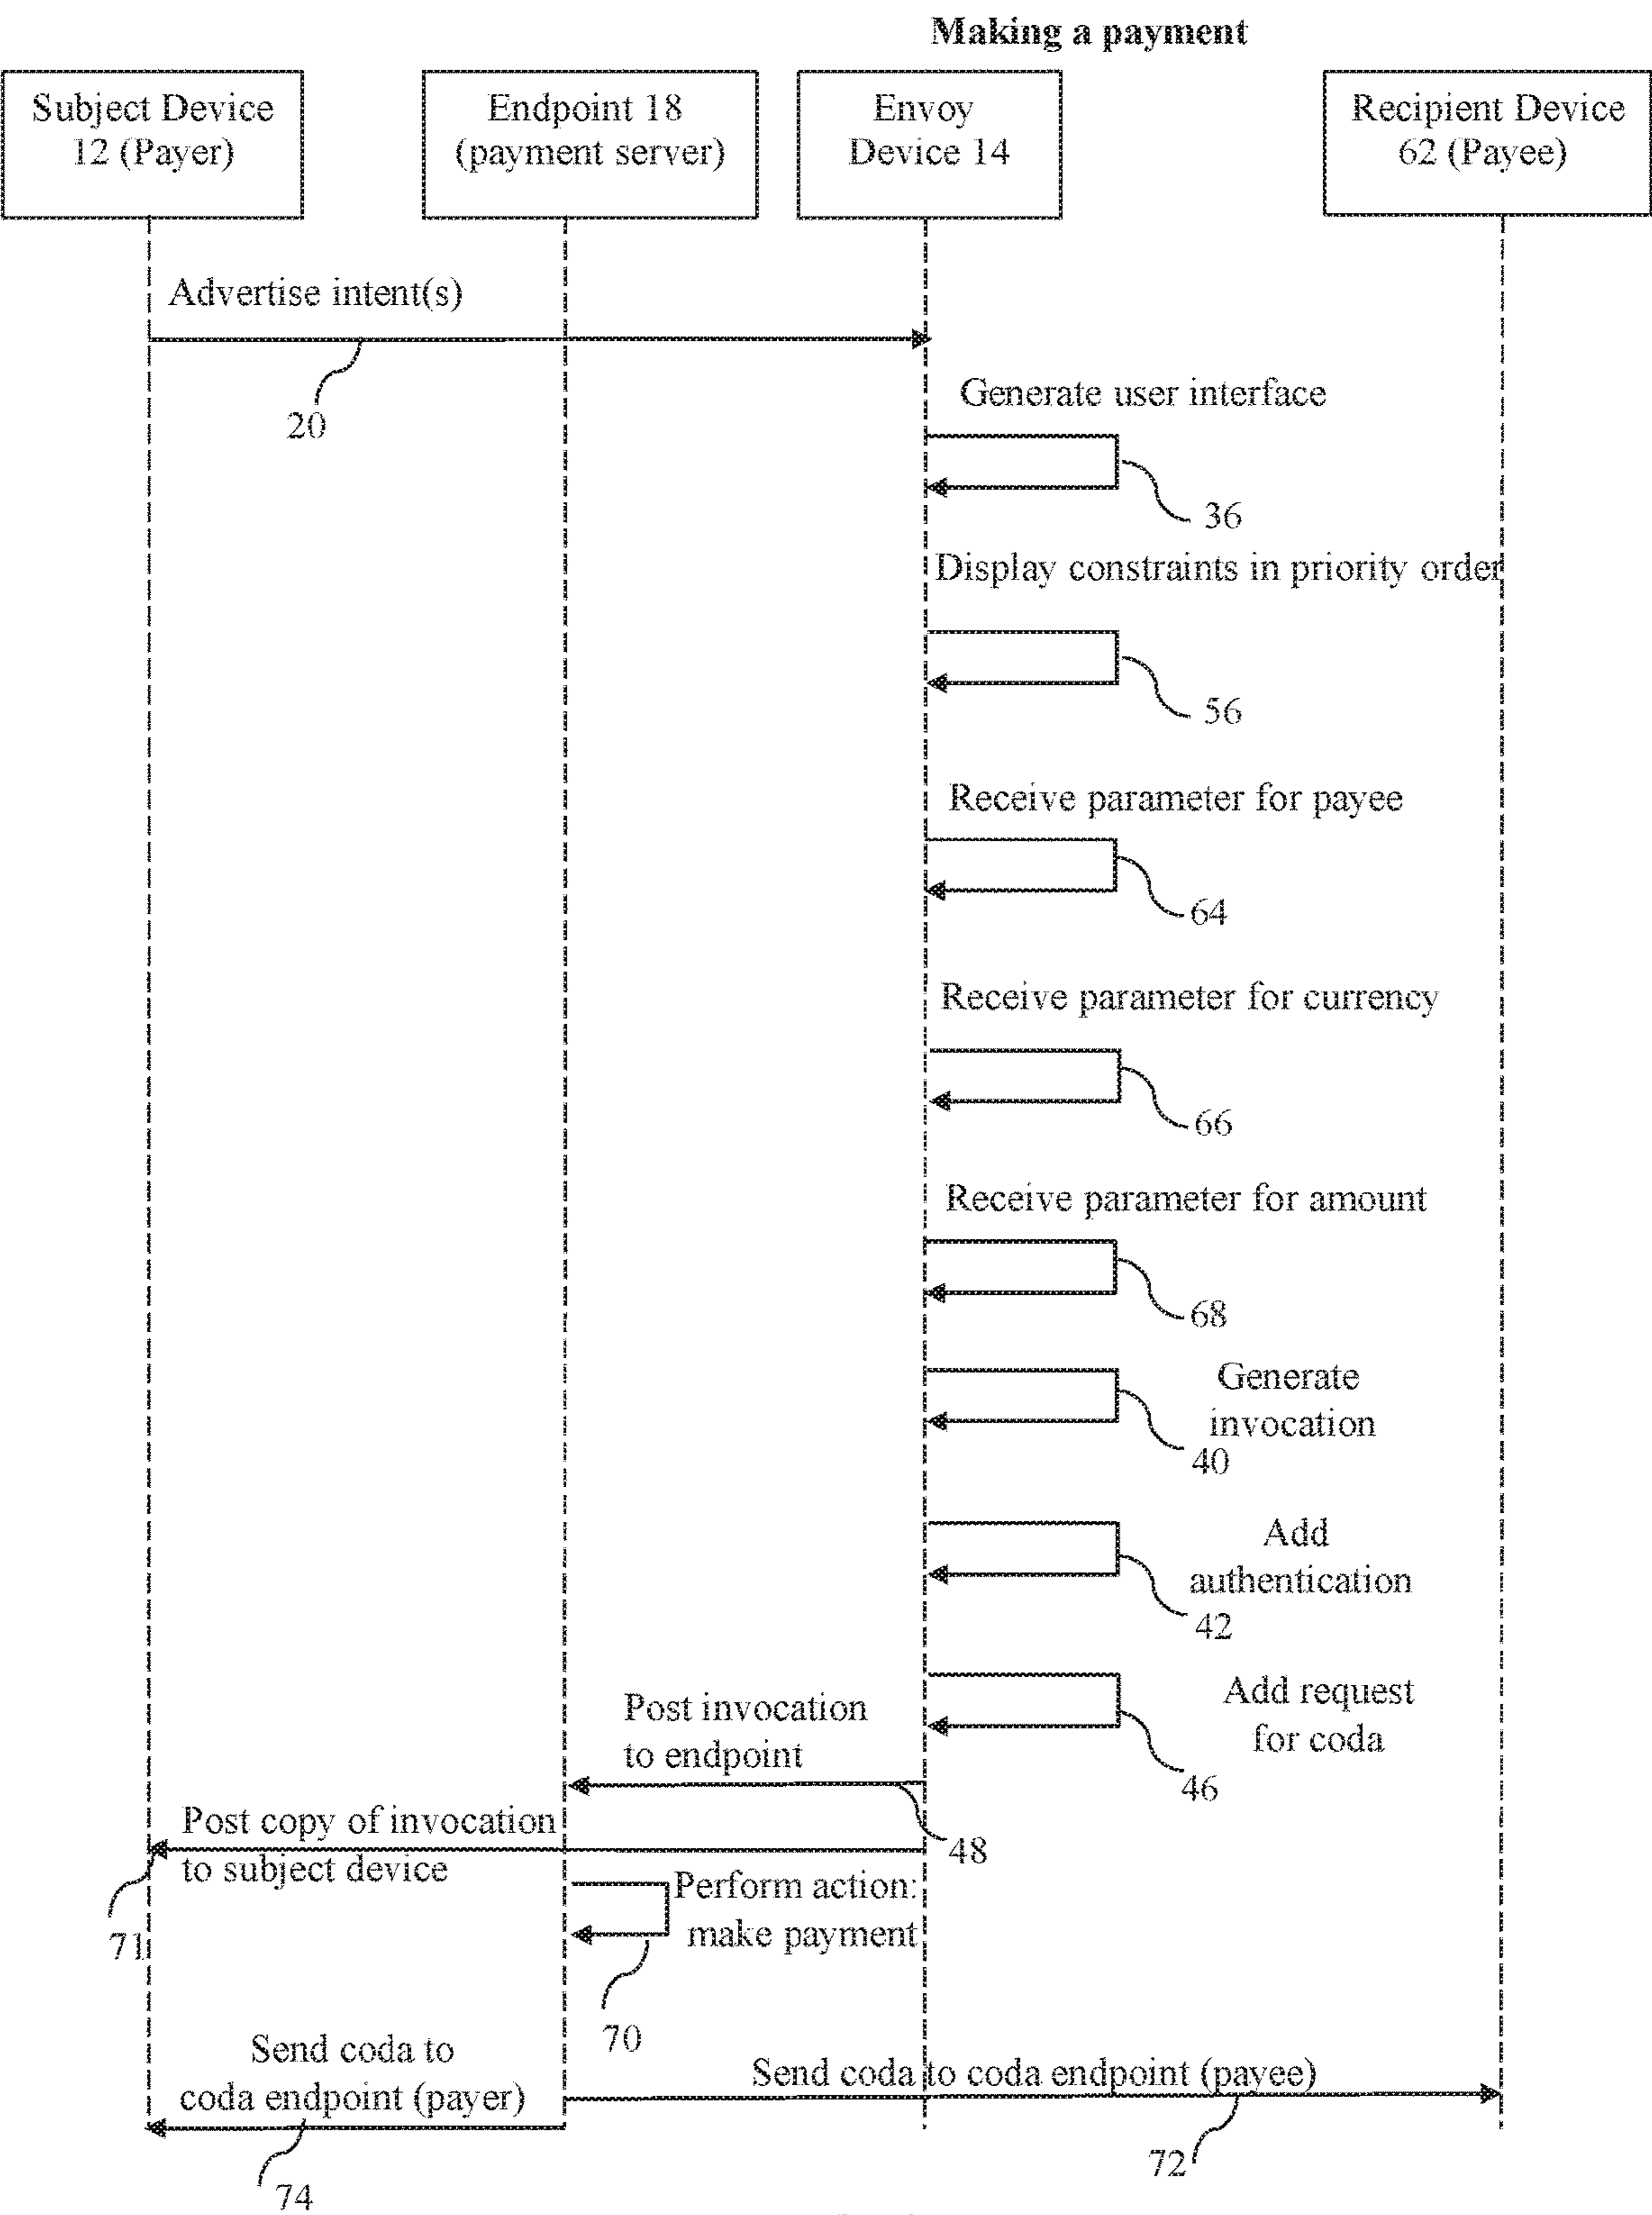 Making a payment
Subject Device
12 (Payer)
Endpoint 18
(payment server)
Envoy
Device 14
Recipient Device
62 (Payee)
Advertise intent(s)
20
Generate user interface
36
Display constraints in priority order
56
Receive parameter for payee
64
Receive parameter for currency
66
Receive parameter for amount
68
Generate
invocation
40
Add
authentication
42
Add request
for coda
46
Post invocation
to endpoint
48
Post copy of invocation
to subject device
71
Perform action:
make payment
70
Send coda to
coda endpoint (payer)
74
Send coda to coda endpoint (payee)
72